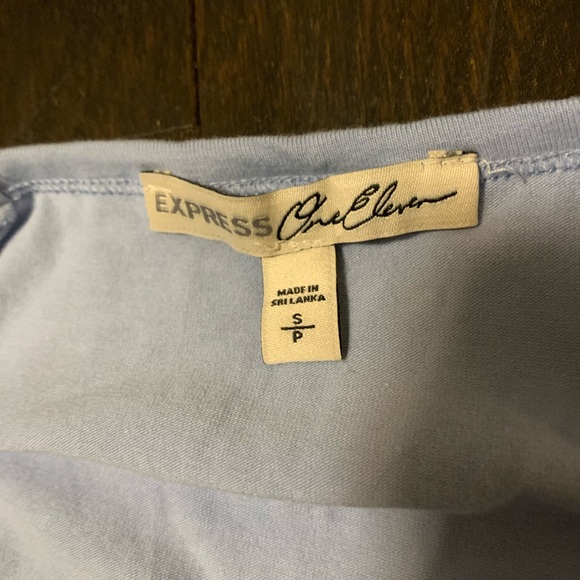 EXPRESS One Eleven
MADE IN
SRI LANKA
S
P